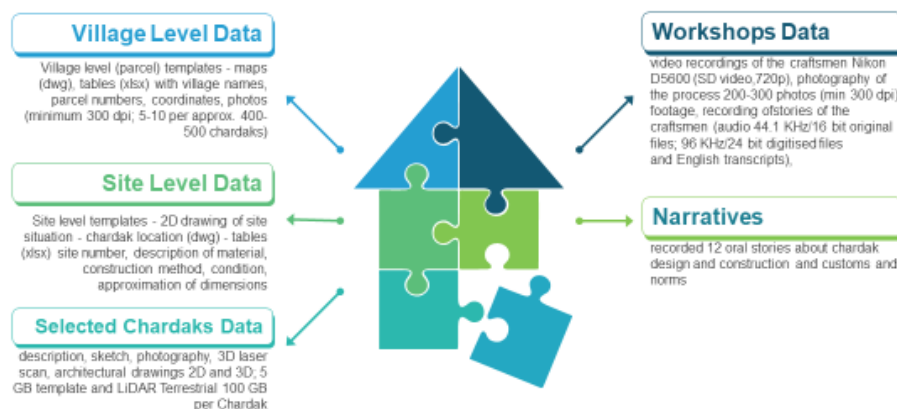 Village Level Data
Village level (parcel) templates - maps
(dwg), tables (xlsx) with village names,
parcel numbers, coordinates, photos
(minimum 300 dpi; 5-10 per approx. 400-
500 chardaks)
Site Level Data
Site level templates - 2D drawing of site
situation - chardak location (dwg) - tables
(xlsx) site number, description of material,
construction method, condition,
approximation of dimensions
Selected Chardaks Data
description, sketch, photography, 3D laser
scan, architectural drawings 2D and 3D; 5
GB template and LiDAR Terrestrial 100 GB
per Chardak
Workshops Data
video recordings of the craftsmen Nikon
D5600 (SD video,720p), photography of
the process 200-300 photos (min 300 dpi)
footage, recording ofstories of the
craftsmen (audio 44.1 KHz/16 bit original
files; 96 KHz/24 bit digitised files
and English transcripts),
Narratives
recorded 12 oral stories about chardak
design and construction and customs and
norms